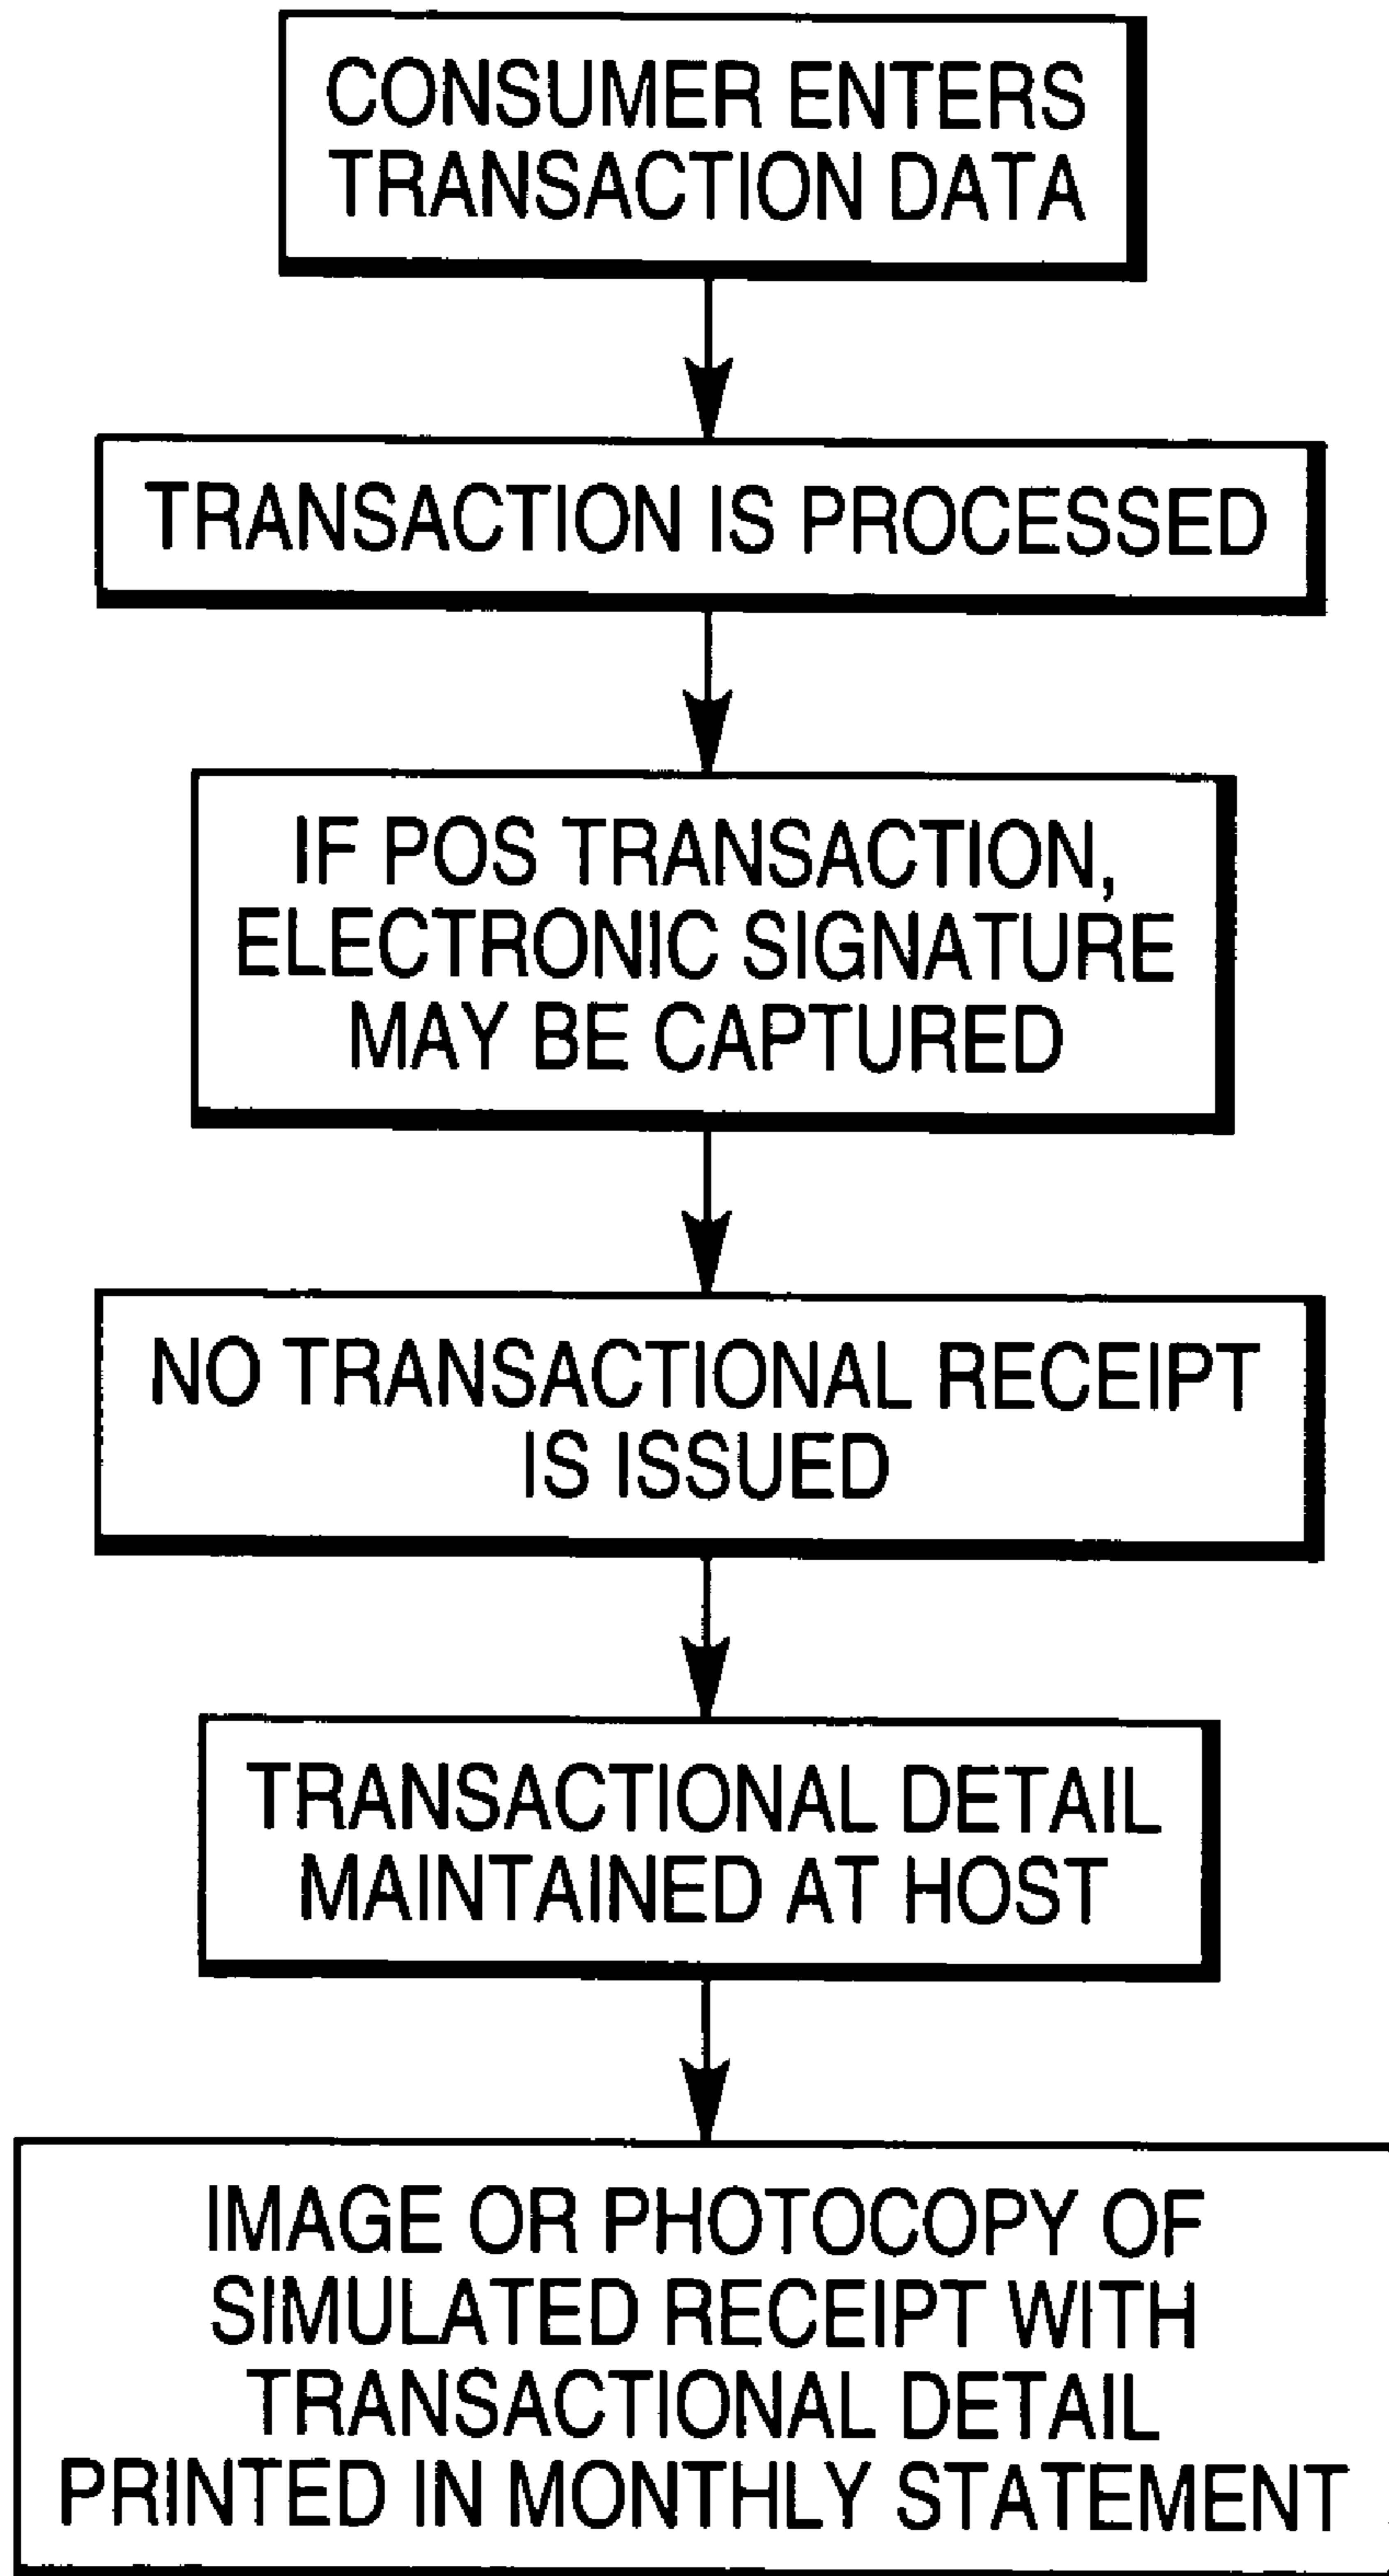 CONSUMER ENTERS
TRANSACTION DATA
TRANSACTION IS PROCESSED
IF POS TRANSACTION,
ELECTRONIC SIGNATURE
MAY BE CAPTURED
NO TRANSACTIONAL RECEIPT
IS ISSUED
TRANSACTIONAL DETAIL
MAINTAINED AT HOST
IMAGE OR PHOTOCOPY OF
SIMULATED RECEIPT WITH
TRANSACTIONAL DETAIL
PRINTED IN MONTHLY STATEMENT